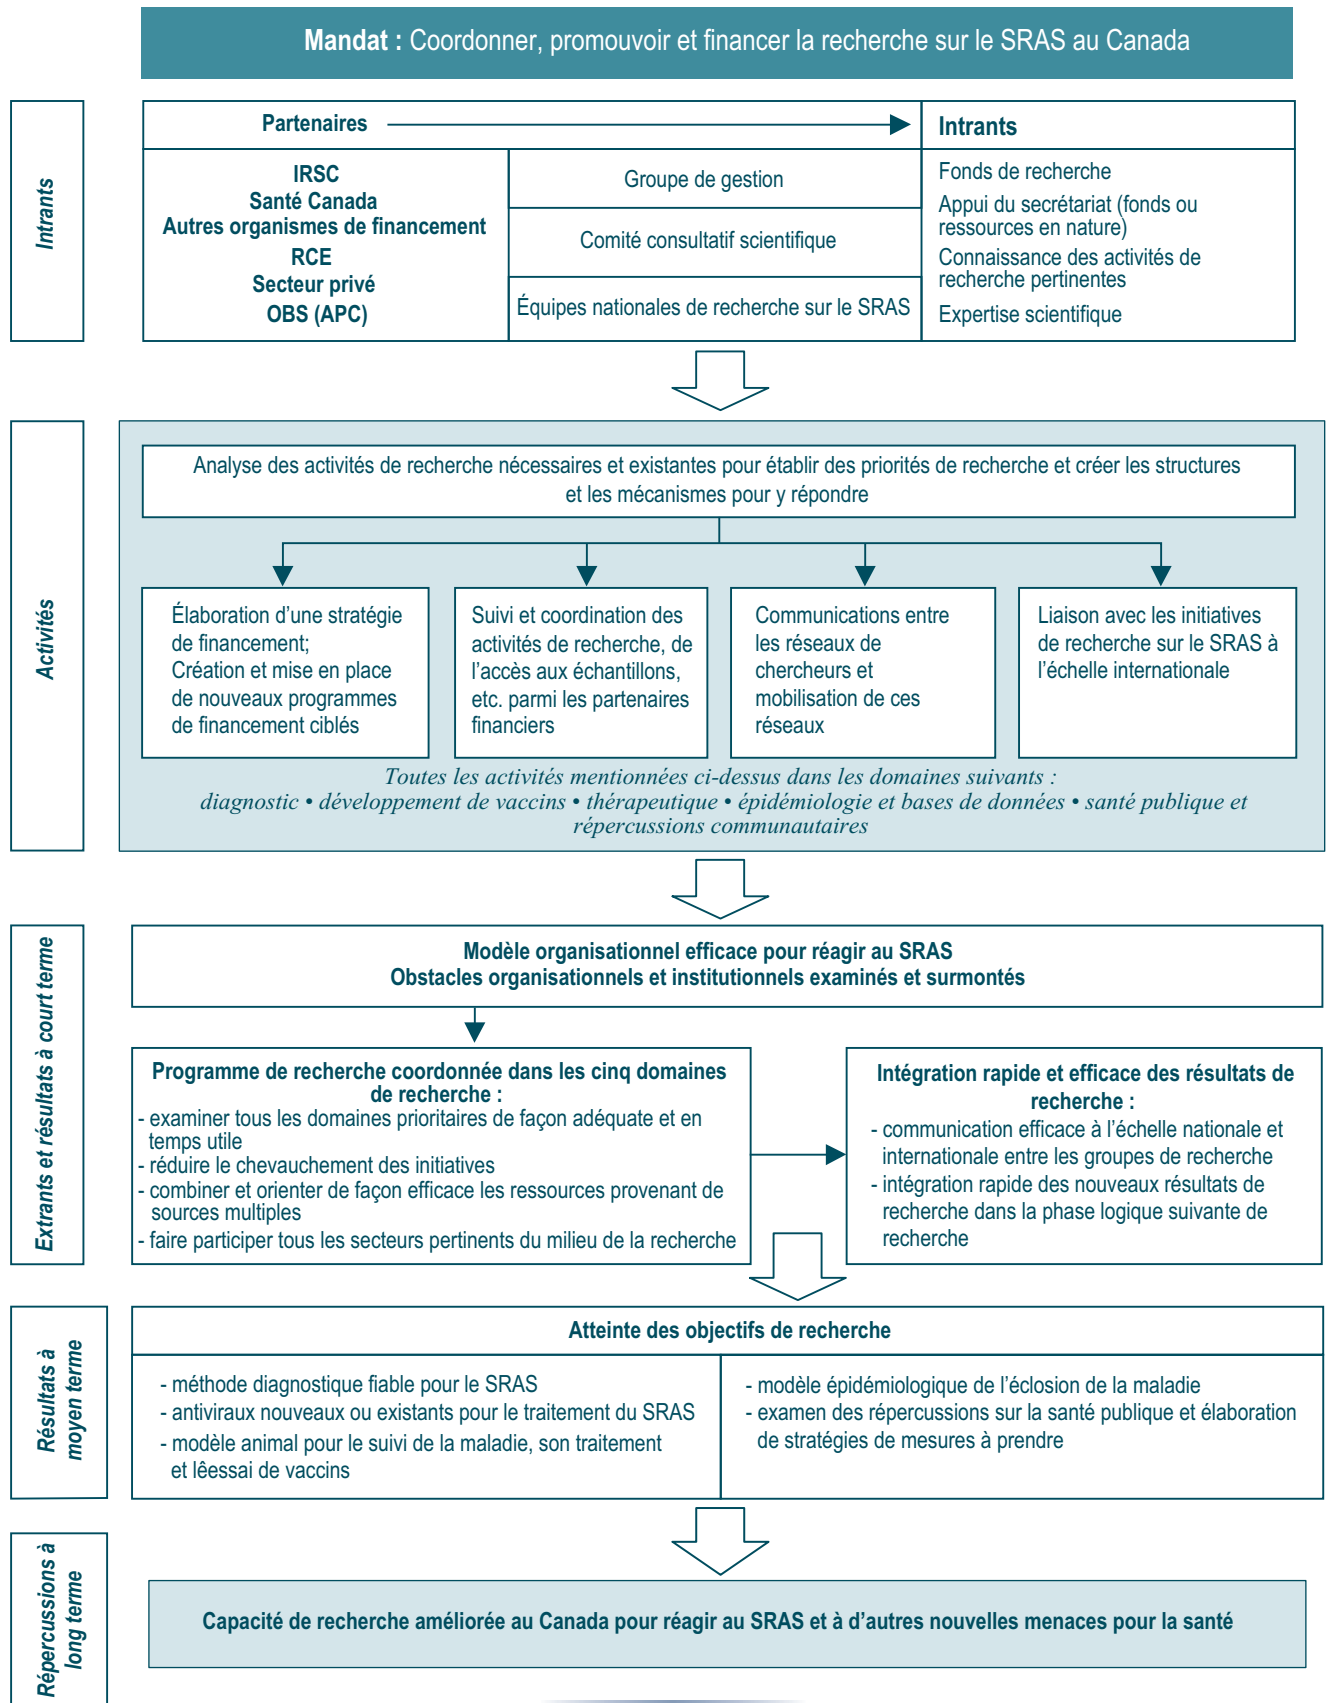 Mandat : Coordonner, promouvoir et financer la recherche sur le SRAS au Canada
Intrants
Partenaires
Intrants
IRSC
Santé Canada
Autres organismes de financement
RCE
Secteur privé
OBS (APC)
Groupe de gestion
Comité consultatif scientifique
Équipes nationales de recherche sur le SRAS
Fonds de recherche
Appui du secrétariat (fonds ou
ressources en nature)
Connaissance des activités de
recherche pertinentes
Expertise scientifique
Activités
Analyse des activités de recherche nécessaires et existantes pour établir des priorités de recherche et créer les structures
et les mécanismes pour y répondre
Élaboration d’une stratégie
de financement;
Création et mise en place
de nouveaux programmes
de financement ciblés
Suivi et coordination des
activités de recherche, de
l’accès aux échantillons,
etc. parmi les partenaires
financiers
Communications entre
les réseaux de
chercheurs et
mobilisation de ces
réseaux
Liaison avec les initiatives
de recherche sur le SRAS à
l’échelle internationale
Toutes les activités mentionnées ci-dessus dans les domaines suivants :
diagnostic • développement de vaccins • thérapeutique • épidémiologie et bases de données • santé publique et
répercussions communautaires
Extrants et résultats à court terme
Modèle organisationnel efficace pour réagir au SRAS
Obstacles organisationnels et institutionnels examinés et surmontés
Programme de recherche coordonnée dans les cinq domaines
de recherche :
- examiner tous les domaines prioritaires de façon adéquate et en
temps utile
- réduire le chevauchement des initiatives
- combiner et orienter de façon efficace les ressources provenant de
sources multiples
- faire participer tous les secteurs pertinents du milieu de la recherche
Intégration rapide et efficace des résultats de
recherche :
- communication efficace à l’échelle nationale et
internationale entre les groupes de recherche
- intégration rapide des nouveaux résultats de
recherche dans la phase logique suivante de
recherche
Résultats à
moyen terme
Atteinte des objectifs de recherche
- méthode diagnostique fiable pour le SRAS
- antiviraux nouveaux ou existants pour le traitement du SRAS
- modèle animal pour le suivi de la maladie, son traitement
et lêessai de vaccins
- modèle épidémiologique de l’éclosion de la maladie
- examen des répercussions sur la santé publique et élaboration
de stratégies de mesures à prendre
Répercussions à
long terme
Capacité de recherche améliorée au Canada pour réagir au SRAS et à d’autres nouvelles menaces pour la santé